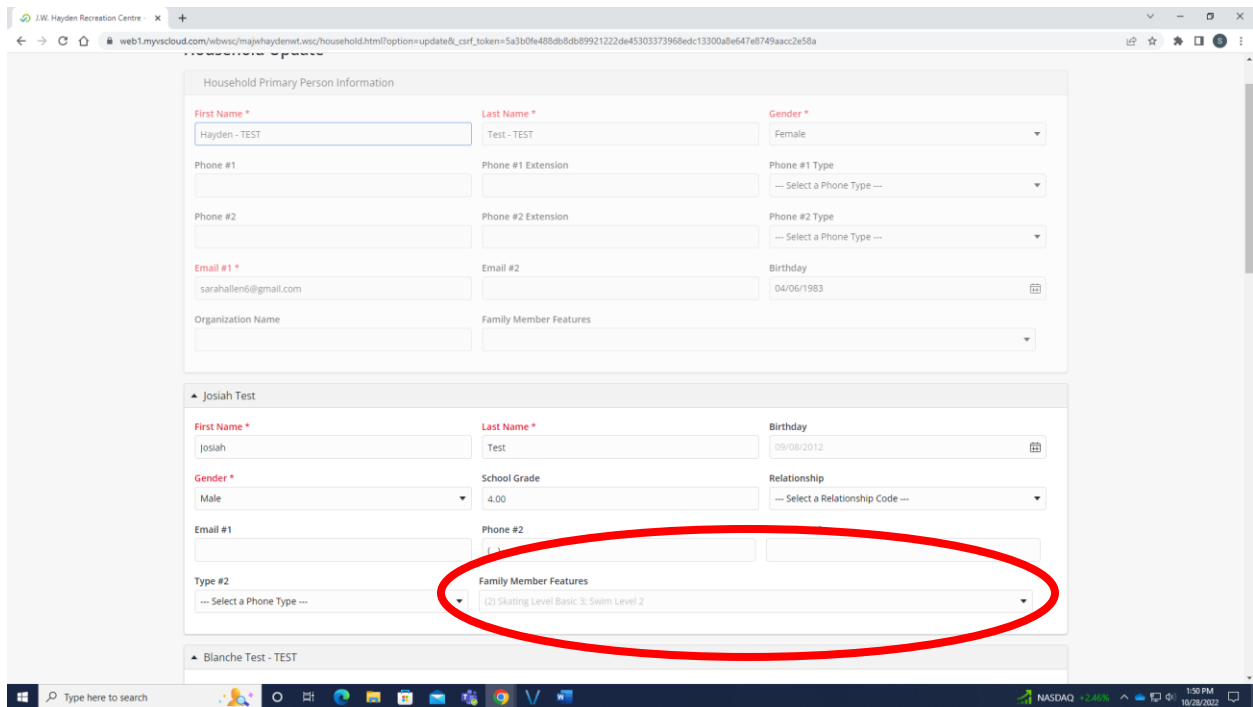 J.W. Hayden Recreation Centre -
web1.myvscloud.com/wbwsc/majwhaydenwt.wsc/household.html?option=update&_csrf_token=5a3b0fe488db8db89921222de45303373968edc13300a8e647e8749aacc2e58a
S
Household Update
Household Primary Person Information
First Name * Last Name * Gender *
Hayden - TEST Test - TEST Female
Phone #1 Phone #1 Extension Phone #1 Type
--- Select a Phone Type ---
Phone #2 Phone #2 Extension Phone #2 Type
--- Select a Phone Type ---
Email #1 * Email #2 Birthday
sarahallen6@gmail.com 04/06/1983
Organization Name Family Member Features
Josiah Test
First Name * Last Name * Birthday
Josiah Test 09/08/2012
Gender * School Grade Relationship
Male 4.00 --- Select a Relationship Code ---
Email #1 Phone #2
( )
Type #2 Family Member Features
--- Select a Phone Type --- (2) Skating Level Basic 3; Swim Level 2
Blanche Test - TEST
Type here to search NASDAQ +2.46% 1:50 PM
10/28/2022